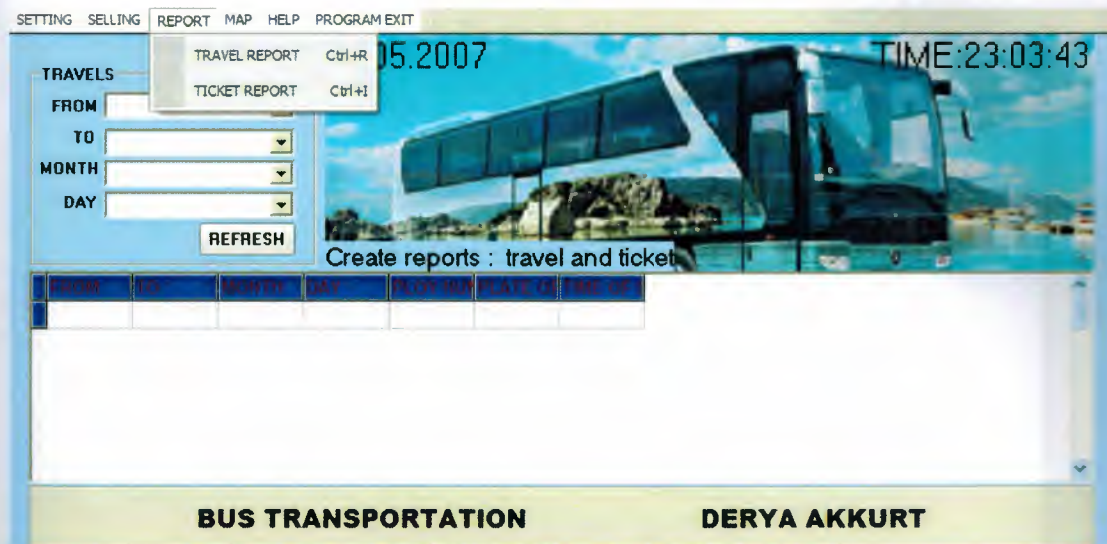 SETTING SELLING REPORT MAP HELP PROGRAM EXIT
TRAVEL REPORT Ctrl+R
TICKET REPORT Ctrl+I
05.2007
TIME:23:03:43
TRAVELS
FROM
TO
MONTH
DAY
REFRESH
Create reports : travel and ticket
FROM TO MONTH DAY TIME OF
BUS TRANSPORTATION DERYA AKKURT